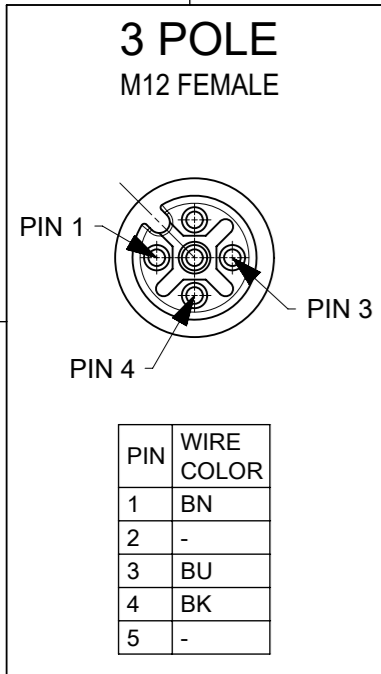 3 POLE
M12 FEMALE
PIN 1
PIN 3
PIN 4
PIN WIRE COLOR
1 BN
2 -
3 BU
4 BK
5 -